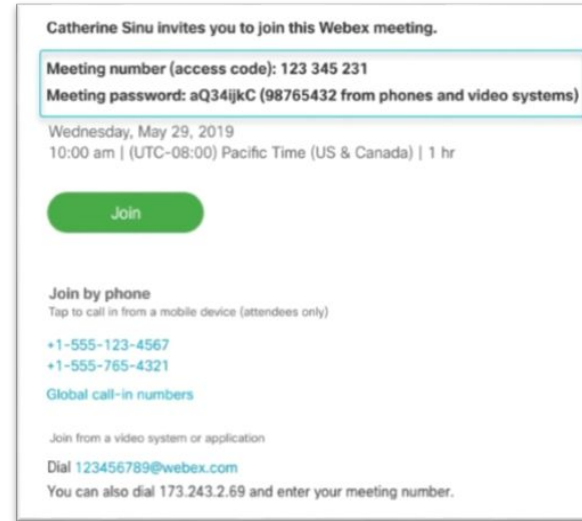 Catherine Sinu invites you to join this Webex meeting.
Meeting number (access code): 123 345 231
Meeting password: aQ34ijkC (98765432 from phones and video systems)
Wednesday, May 29, 2019
10:00 am | (UTC-08:00) Pacific Time (US & Canada) | 1 hr
Join
Join by phone
Tap to call in from a mobile device (attendees only)
+1-555-123-4567
+1-555-765-4321
Global call-in numbers
Join from a video system or application
Dial 123456789@webex.com
You can also dial 173.243.2.69 and enter your meeting number.